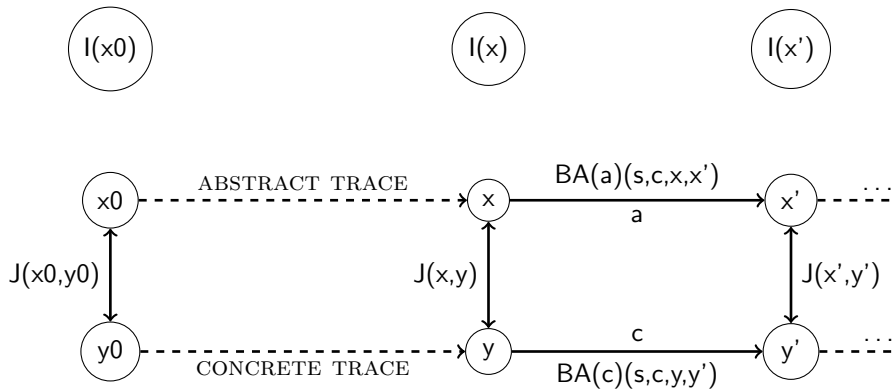 I(x0) I(x) I(x')
ABSTRACT TRACE
BA(a)(s,c,x,x')
x0 x x' ...
a
J(x0,y0) J(x,y) J(x',y')
c
y0 y y' ...
CONCRETE TRACE
BA(c)(s,c,y,y')